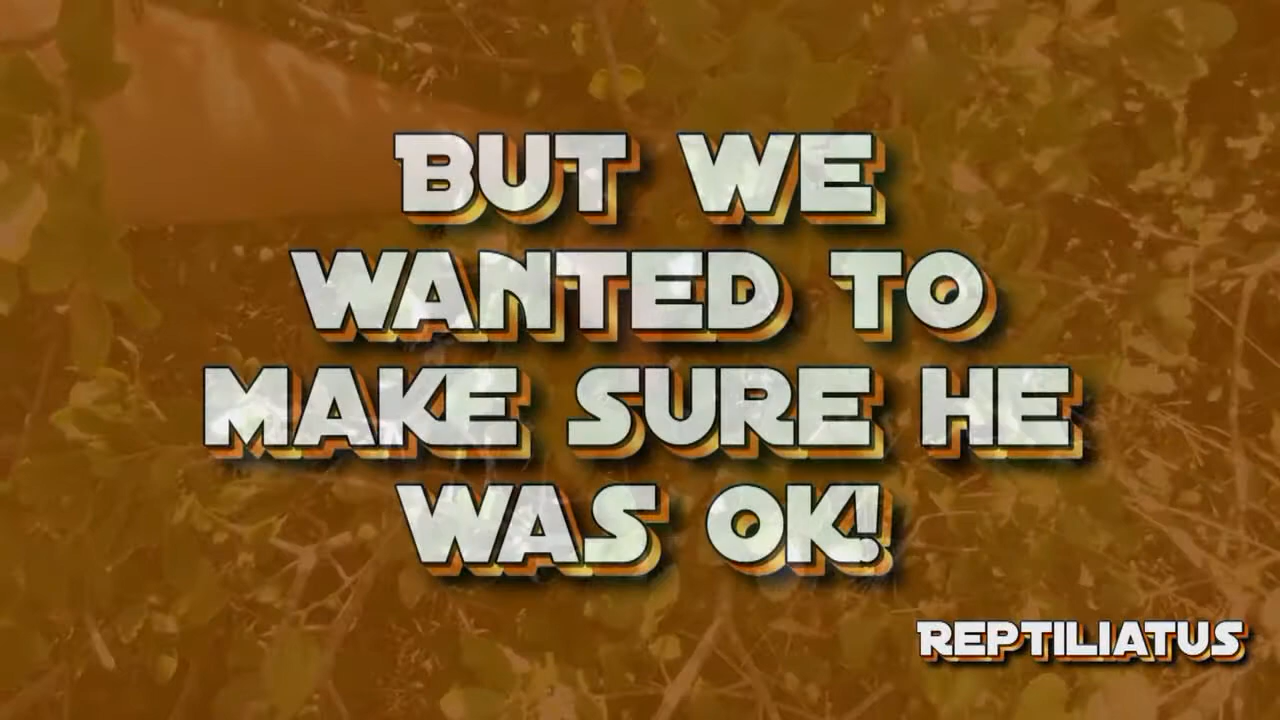 BUT WE
WANTED TO
MAKE SURE HE
WAS OK!
REPTILIATUS